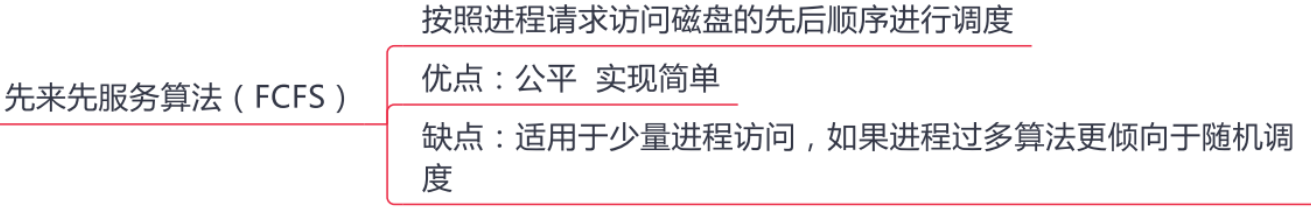 按照进程请求访问磁盘的先后顺序进行调度
优点：公平 实现简单
先来先服务算法（FCFS）
缺点：适用于少量进程访问，如果进程过多算法更倾向于随机调
度